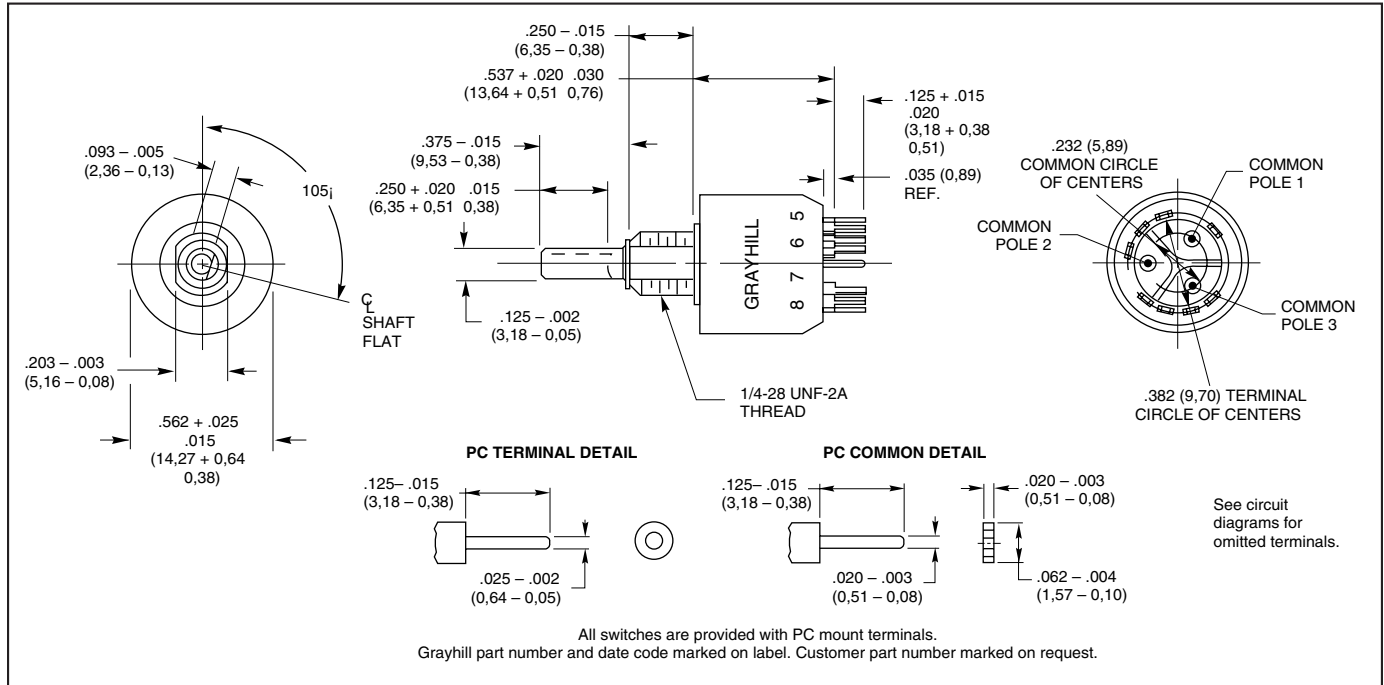 .250 – .015
(6,35 – 0,38)
.537 + .020 .030
(13,64 + 0,51 0,76)
.125 + .015
.020
(3,18 + 0,38
0,51)
.035 (0,89)
REF.
.375 – .015
(9,53 – 0,38)
.250 + .020 .015
(6,35 + 0,51 0,38)
.093 – .005
(2,36 – 0,13)
105¡
.232 (5,89)
COMMON CIRCLE
OF CENTERS
COMMON
POLE 1
COMMON
POLE 2
COMMON
POLE 3
GRAYHILL
5
6
7
8
C
L
SHAFT
FLAT
.125 – .002
(3,18 – 0,05)
.203 – .003
(5,16 – 0,08)
1/4-28 UNF-2A
THREAD
.382 (9,70) TERMINAL
CIRCLE OF CENTERS
.562 + .025
.015
(14,27 + 0,64
0,38)
PC TERMINAL DETAIL
.125– .015
(3,18 – 0,38)
.025 – .002
(0,64 – 0,05)
PC COMMON DETAIL
.125– .015
(3,18 – 0,38)
.020 – .003
(0,51 – 0,08)
.020 – .003
(0,51 – 0,08)
.062 – .004
(1,57 – 0,10)
See circuit
diagrams for
omitted terminals.
All switches are provided with PC mount terminals.
Grayhill part number and date code marked on label. Customer part number marked on request.